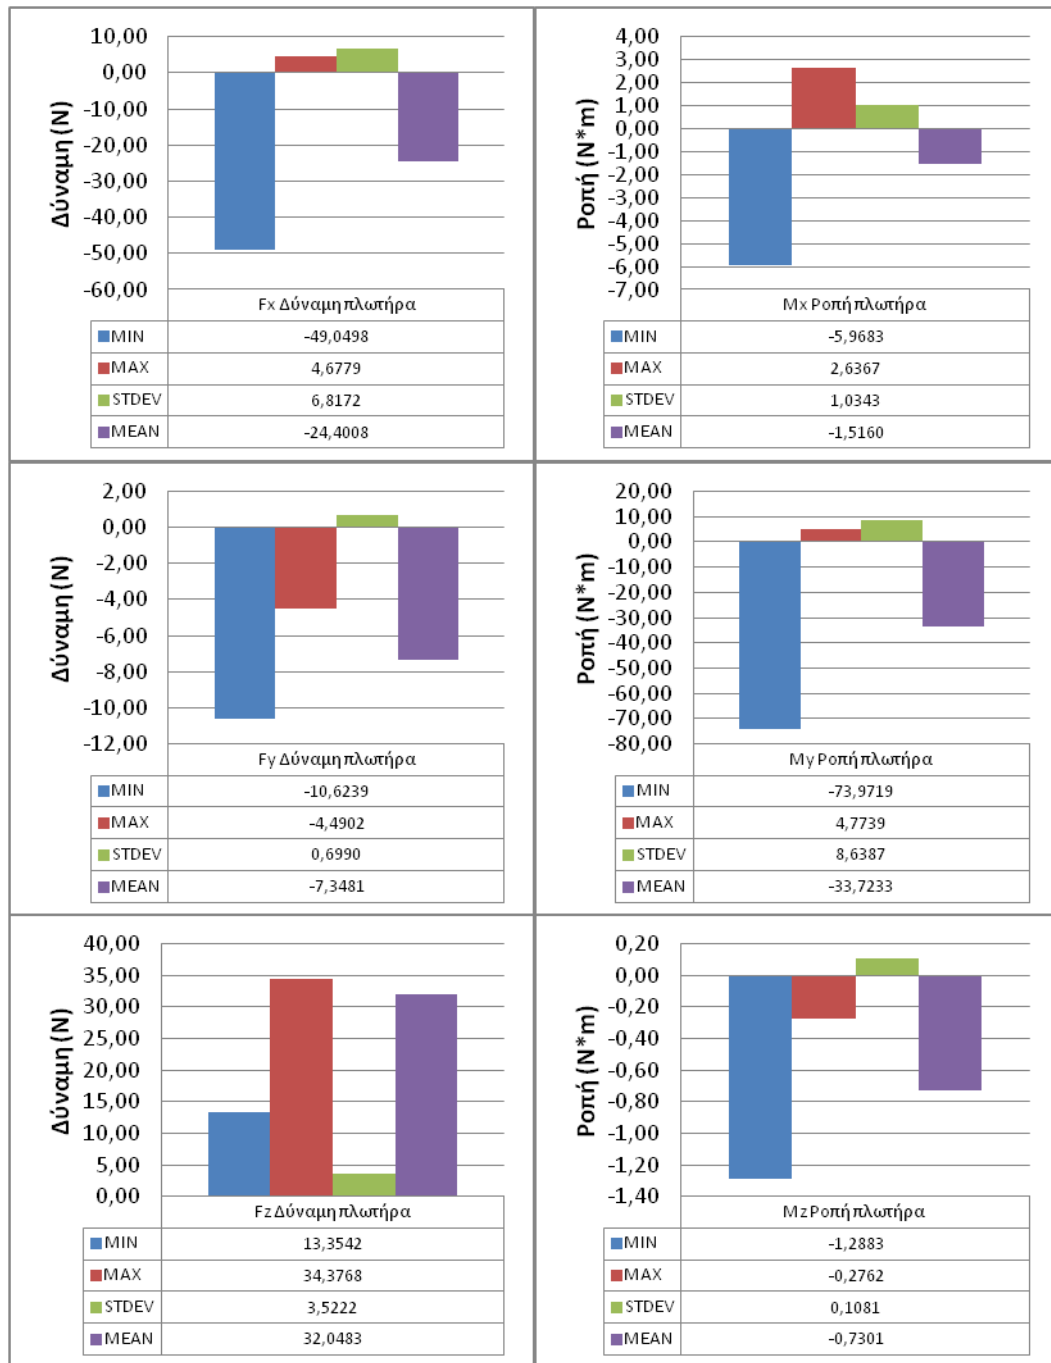 Δύναμη (N)
10,00
0,00
-10,00
-20,00
-30,00
-40,00
-50,00
-60,00
Fx Δύναμη πλωτήρα
MIN -49,0498
MAX 4,6779
STDEV 6,8172
MEAN -24,4008
Ροπή (N*m)
4,00
3,00
2,00
1,00
0,00
-1,00
-2,00
-3,00
-4,00
-5,00
-6,00
-7,00
Mx Ροπή πλωτήρα
MIN -5,9683
MAX 2,6367
STDEV 1,0343
MEAN -1,5160
Δύναμη (N)
2,00
0,00
-2,00
-4,00
-6,00
-8,00
-10,00
-12,00
Fy Δύναμη πλωτήρα
MIN -10,6239
MAX -4,4902
STDEV 0,6990
MEAN -7,3481
Ροπή (N*m)
20,00
10,00
0,00
-10,00
-20,00
-30,00
-40,00
-50,00
-60,00
-70,00
-80,00
My Ροπή πλωτήρα
MIN -73,9719
MAX 4,7739
STDEV 8,6387
MEAN -33,7233
Δύναμη (N)
40,00
35,00
30,00
25,00
20,00
15,00
10,00
5,00
0,00
Fz Δύναμη πλωτήρα
MIN 13,3542
MAX 34,3768
STDEV 3,5222
MEAN 32,0483
Ροπή (N*m)
0,20
0,00
-0,20
-0,40
-0,60
-0,80
-1,00
-1,20
-1,40
Mz Ροπή πλωτήρα
MIN -1,2883
MAX -0,2762
STDEV 0,1081
MEAN -0,7301